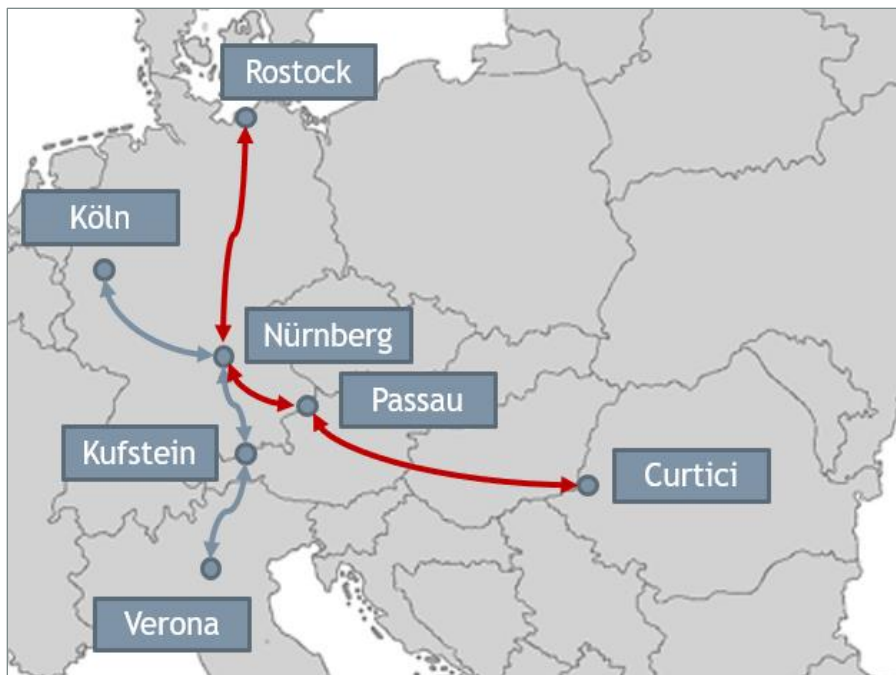 Rostock
Köln
Nürnberg
Passau
Kufstein
Curtici
Verona